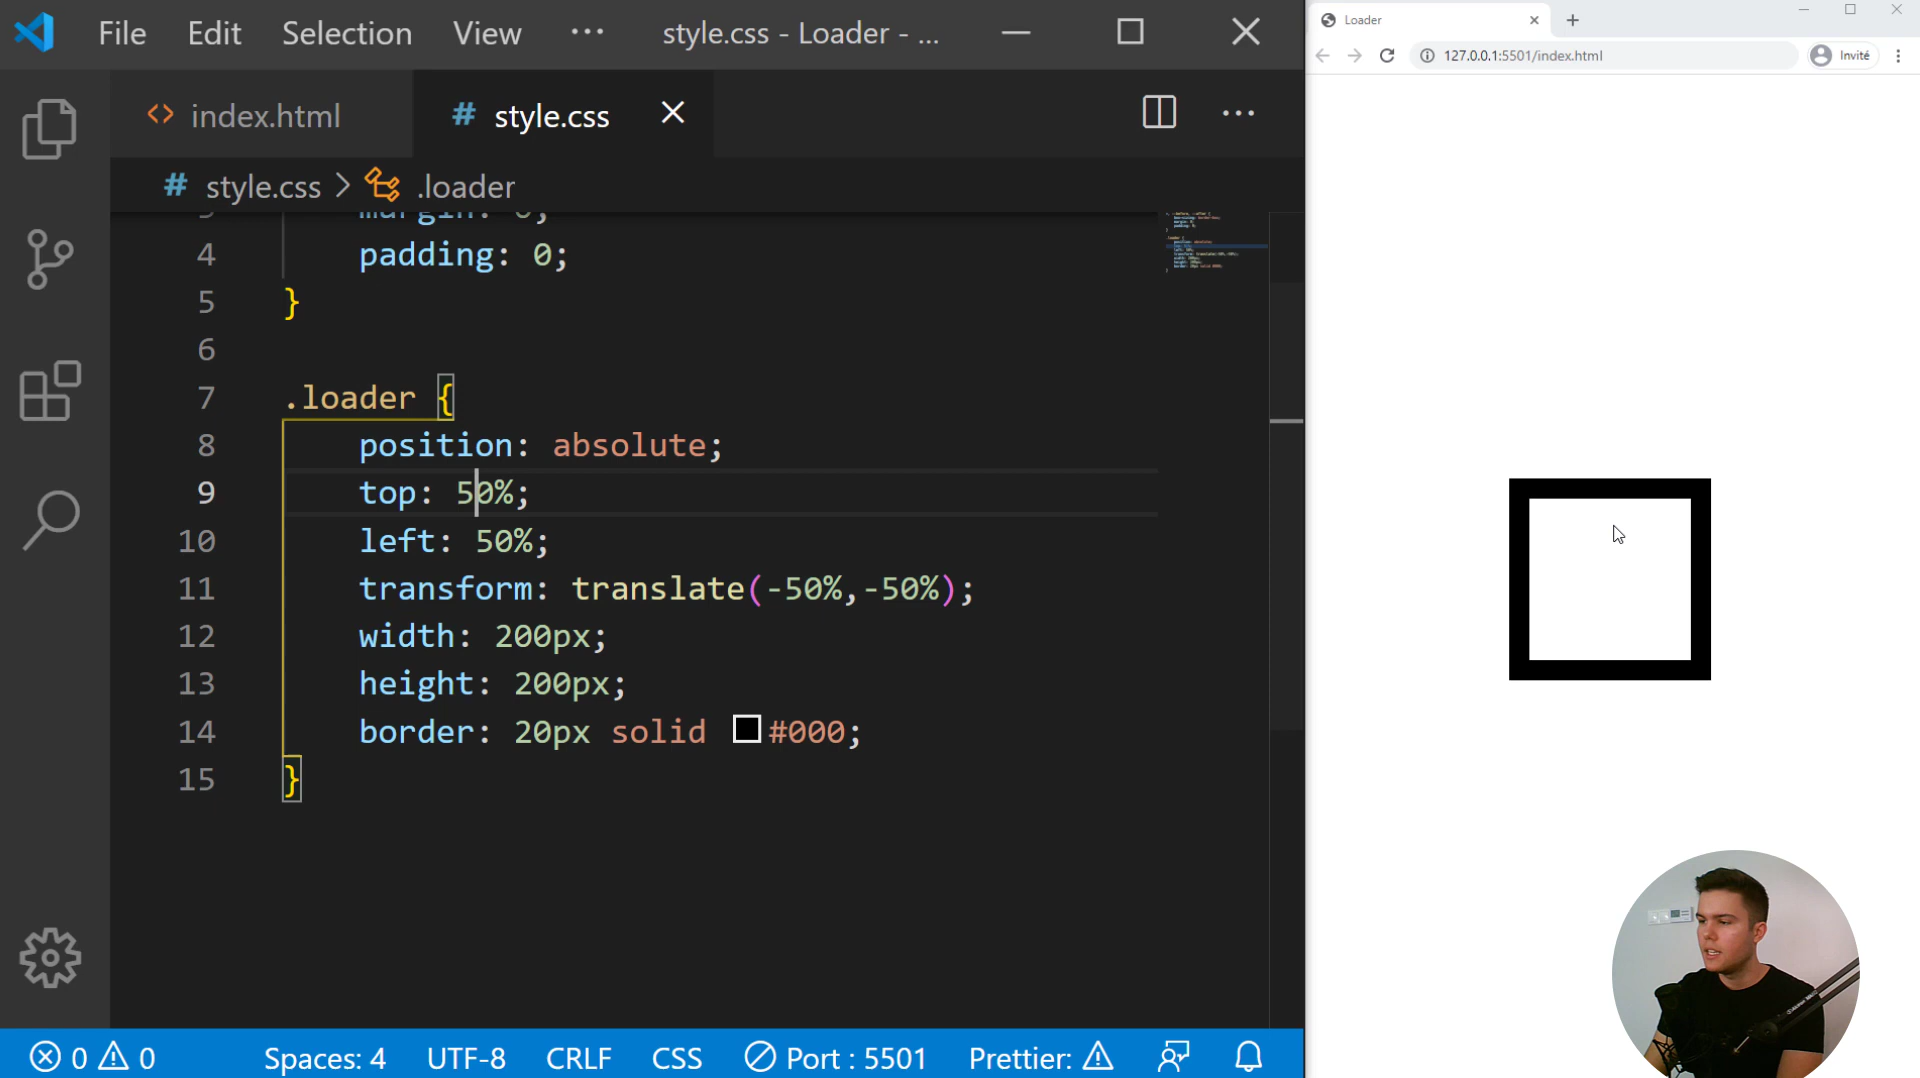 File Edit Selection View ··· style.css - Loader - ...
index.html
style.css
style.css > .loader
3 margin: 0;
4 padding: 0;
5 }
6
7 .loader {
8 position: absolute;
9 top: 50%;
10 left: 50%;
11 transform: translate(-50%,-50%);
12 width: 200px;
13 height: 200px;
14 border: 20px solid #000;
15 }
0 0 Spaces: 4 UTF-8 CRLF CSS Port : 5501 Prettier:
Loader
127.0.0.1:5501/index.html
Invité